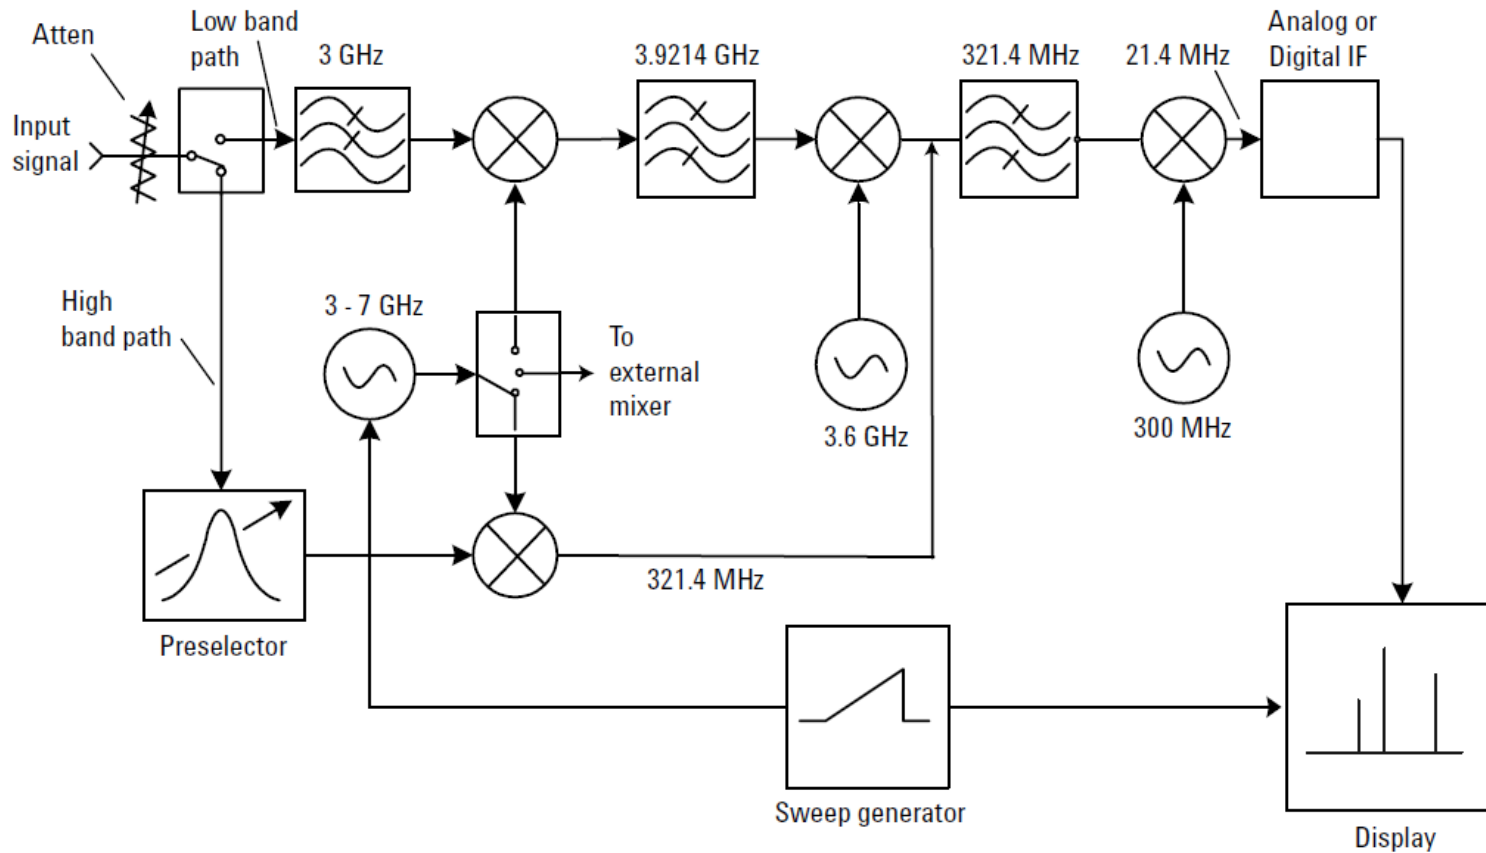 Atten
Low band
path
3 GHz
3.9214 GHz
321.4 MHz
21.4 MHz
Analog or
Digital IF
Input
signal
High
band path
3 - 7 GHz
To
external
mixer
3.6 GHz
300 MHz
321.4 MHz
Preselector
Sweep generator
Display